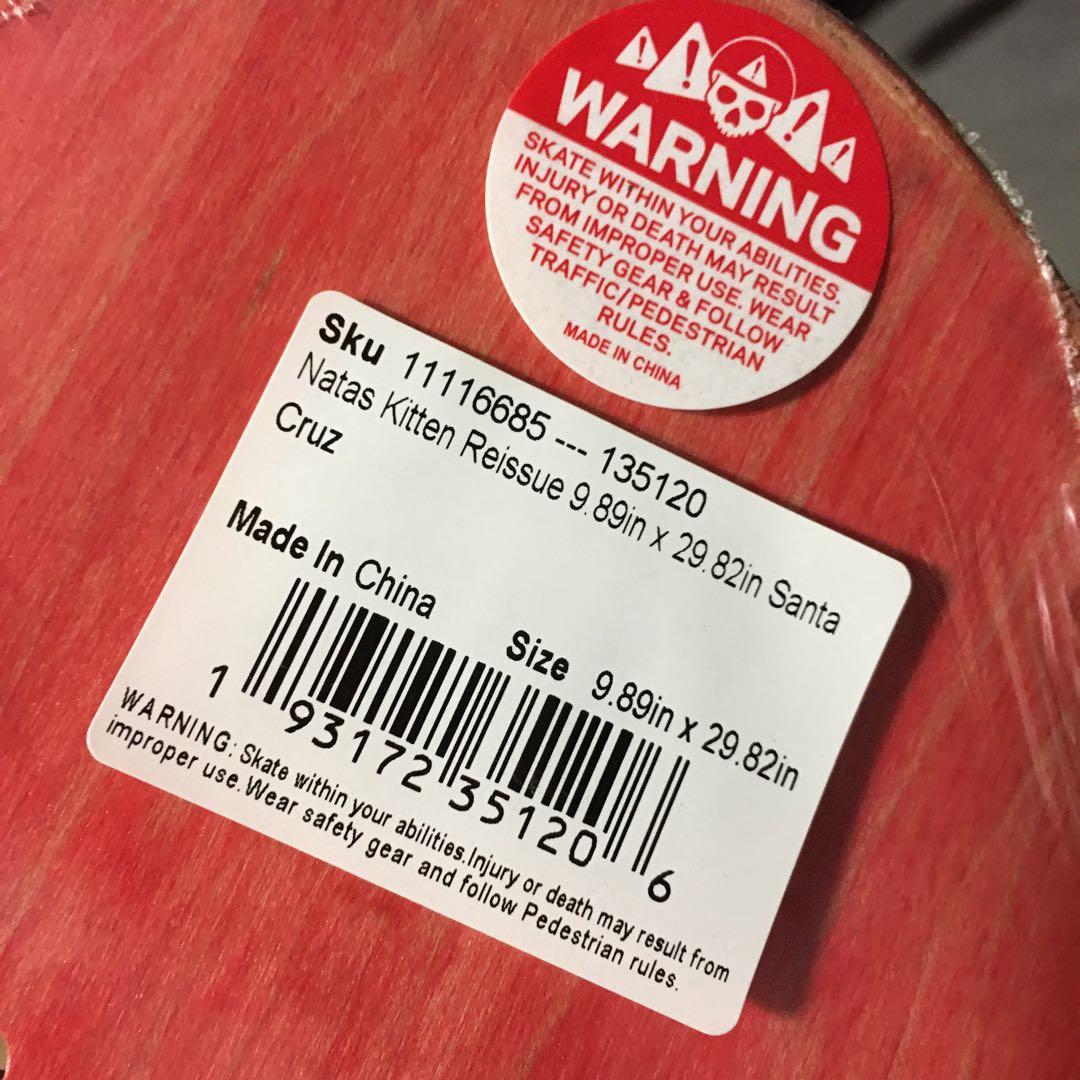 WARNING
SKATE WITHIN YOUR ABILITIES.
INJURY OR DEATH MAY RESULT
FROM IMPROPER USE. WEAR
SAFETY GEAR & FOLLOW
TRAFFIC/PEDESTRIAN
RULES.
MADE IN CHINA
Sku 11116685 --- 135120
Natas Kitten Reissue 9.89in x 29.82in Santa
Cruz
Made In China
Size 9.89in x 29.82in
1 93172 35120 6
WARNING: Skate within your abilities.Injury or death may result from
improper use.Wear safety gear and follow Pedestrian rules.